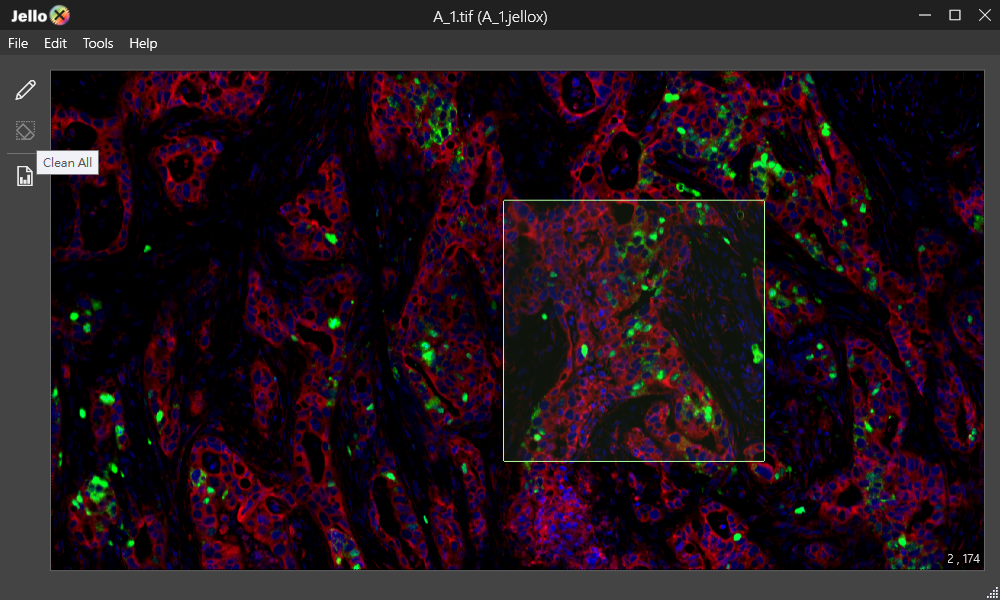 Jello X
A_1.tif (A_1.jellox)
File Edit Tools Help
Clean All
2 , 174